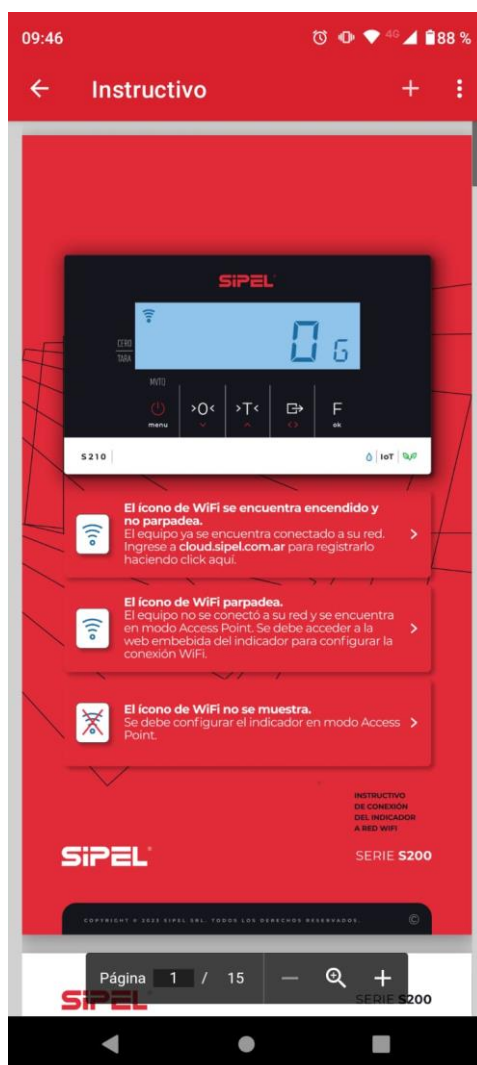 09:46
4G
88 %
Instructivo
SiPEL
CERO
TARA
0 G
MVTO
>0<
>T<
F
menu
ok
S210
IoT
El ícono de WiFi se encuentra encendido y
no parpadea.
El equipo ya se encuentra conectado a su red.
Ingrese a cloud.sipel.com.ar para registrarlo
haciendo click aquí.
El ícono de WiFi parpadea.
El equipo no se conectó a su red y se encuentra
en modo Access Point. Se debe acceder a la
web embebida del indicador para configurar la
conexión WiFi.
El ícono de WiFi no se muestra.
Se debe configurar el indicador en modo Access
Point.
INSTRUCTIVO
DE CONEXIÓN
DEL INDICADOR
A RED WIFI
SiPEL
SERIE S200
COPYRIGHT © 2023 SIPEL SRL. TODOS LOS DERECHOS RESERVADOS.
©
Página 1 / 15
SiPEL
SERIE S200